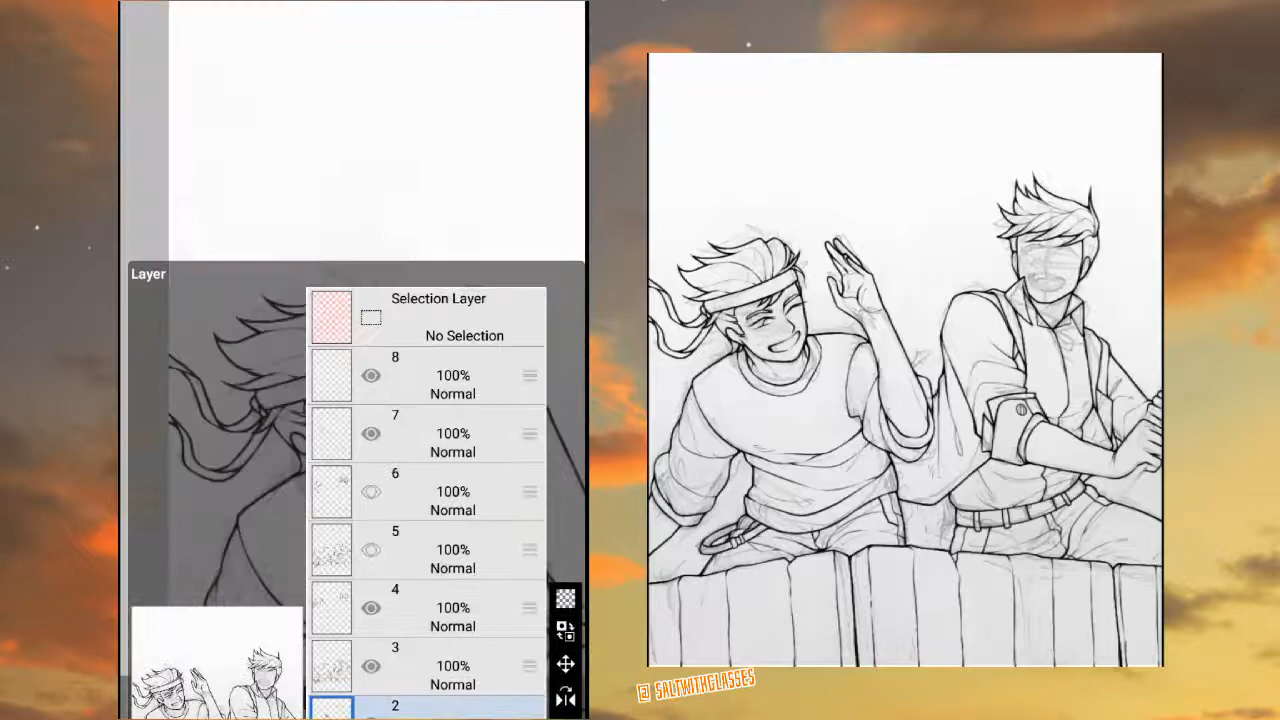 Layer
Selection Layer
No Selection
8
100%
Normal
7
100%
Normal
6
100%
Normal
5
100%
Normal
4
100%
Normal
3
100%
Normal
2
@ SALTWITHGLASSES